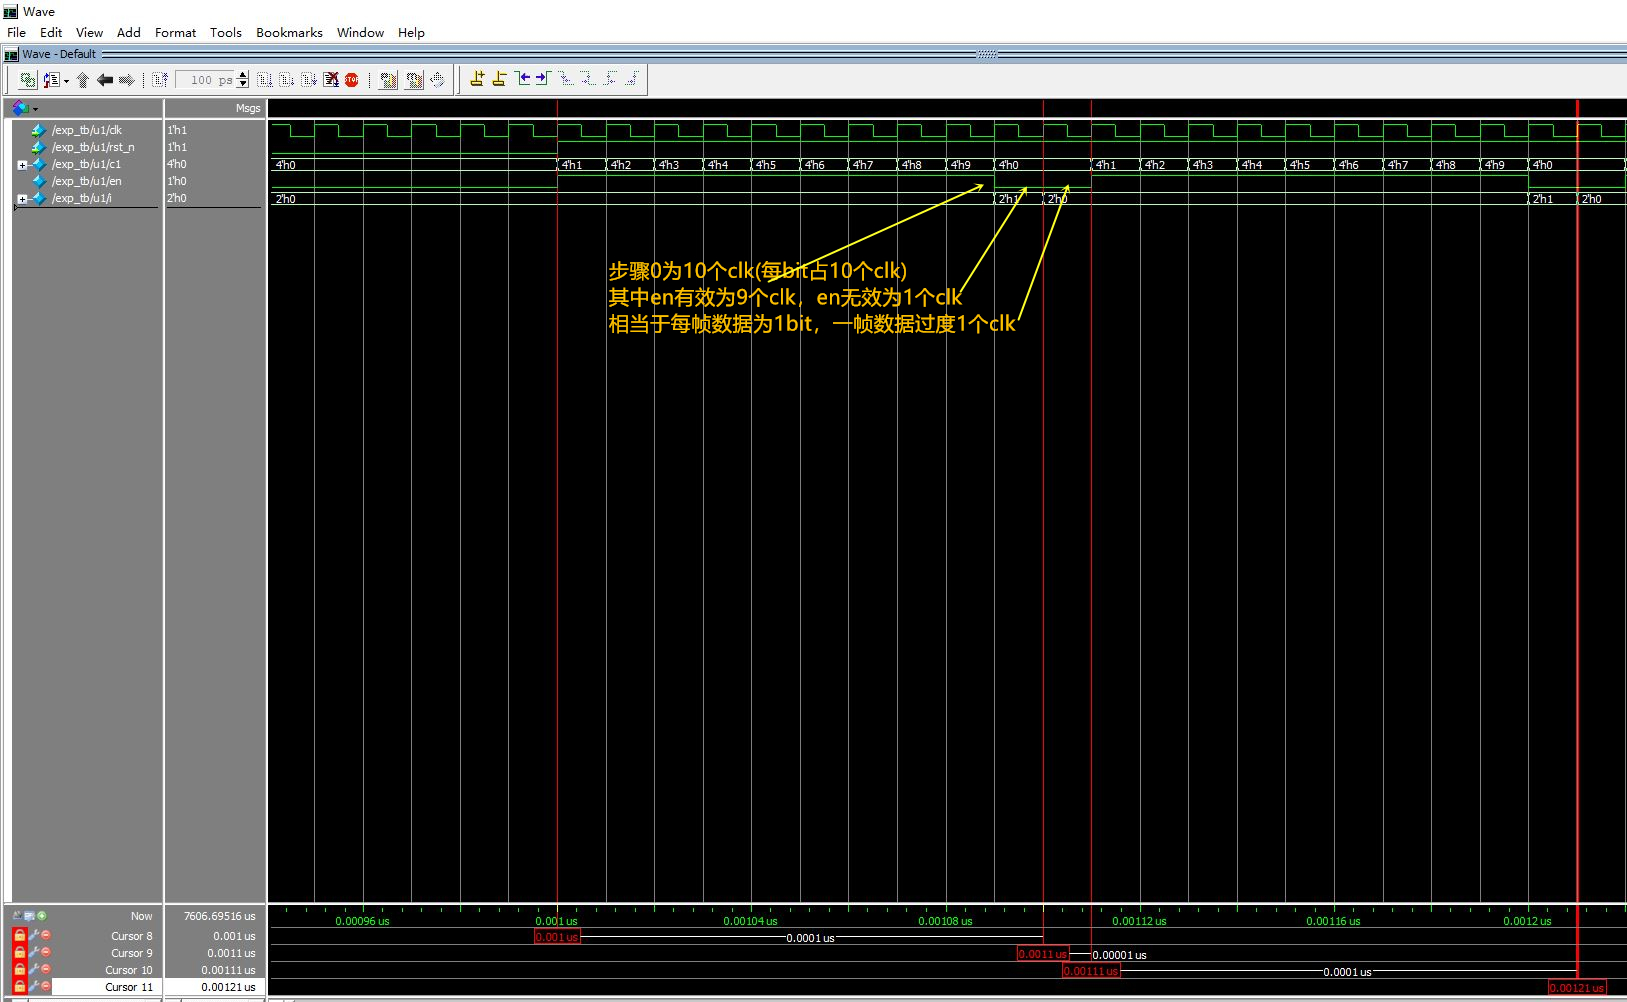 Wave
File Edit View Add Format Tools Bookmarks Window Help
Wave - Default
100 ps
STOP
Msgs
/exp_tb/u1/clk 1'h1
/exp_tb/u1/rst_n 1'h1
/exp_tb/u1/c1 4'h0 4'h0 4'h1 4'h2 4'h3 4'h4 4'h5 4'h6 4'h7 4'h8 4'h9 4'h0 4'h1 4'h2 4'h3 4'h4 4'h5 4'h6 4'h7 4'h8 4'h9 4'h0
/exp_tb/u1/en 1'h0
/exp_tb/u1/i 2'h0 2'h0 2'h1 2'h0 2'h1 2'h0
步骤0为10个clk(每bit占10个clk)
其中en有效为9个clk，en无效为1个clk
相当于每帧数据为1bit，一帧数据过度1个clk
Now 7606.69516 us 0.00096 us 0.001 us 0.00104 us 0.00108 us 0.00112 us 0.00116 us 0.0012 us
Cursor 8 0.001 us 0.001 us 0.0001 us
Cursor 9 0.0011 us 0.0011 us 0.00001 us
Cursor 10 0.00111 us 0.00111 us 0.0001 us
Cursor 11 0.00121 us 0.00121 us